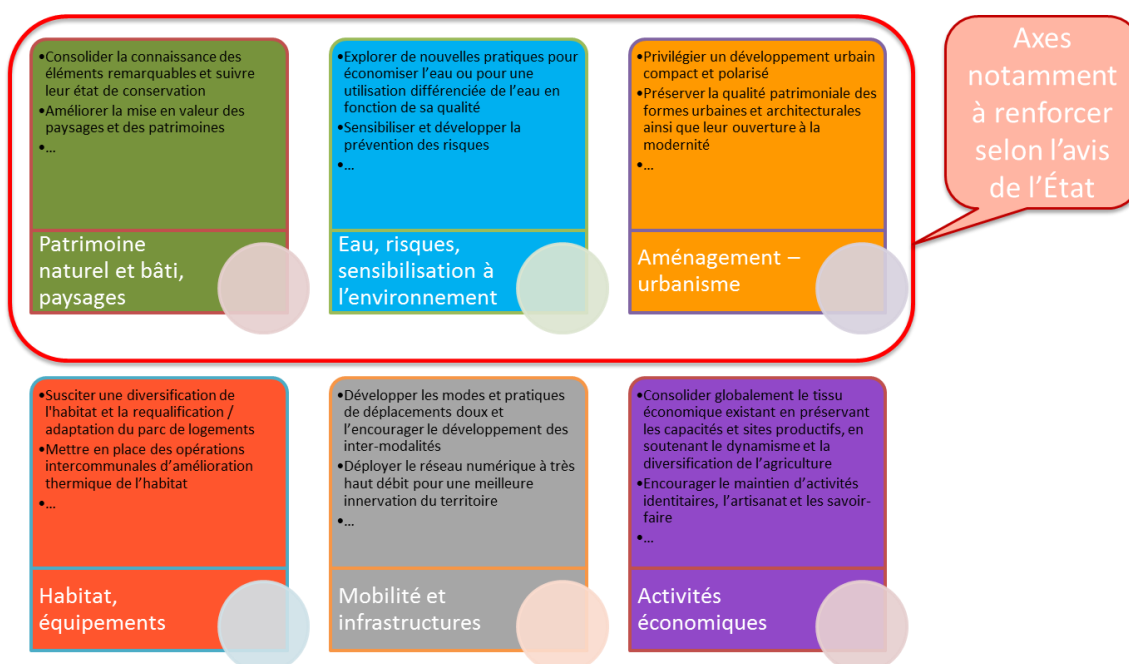 •Consolider la connaissance des
éléments remarquables et suivre
leur état de conservation
•Améliorer la mise en valeur des
paysages et des patrimoines
•...
Patrimoine
naturel et bâti,
paysages
•Explorer de nouvelles pratiques pour
économiser l'eau ou pour une
utilisation différenciée de l'eau en
fonction de sa qualité
•Sensibiliser et développer la
prévention des risques
•...
Eau, risques,
sensibilisation à
l'environnement
•Privilégier un développement urbain
compact et polarisé
•Préserver la qualité patrimoniale des
formes urbaines et architecturales
ainsi que leur ouverture à la
modernité
•...
Aménagement –
urbanisme
Axes
notamment
à renforcer
selon l'avis
de l'État
•Susciter une diversification de
l'habitat et la requalification /
adaptation du parc de logements
•Mettre en place des opérations
intercommunales d'amélioration
thermique de l'habitat
•...
Habitat,
équipements
•Développer les modes et pratiques
de déplacements doux et
l'encourager le développement des
inter-modalités
•Déployer le réseau numérique à très
haut débit pour une meilleure
innervation du territoire
•...
Mobilité et
infrastructures
•Consolider globalement le tissu
économique existant en préservant
les capacités et sites productifs, en
soutenant le dynamisme et la
diversification de l'agriculture
•Encourager le maintien d'activités
identitaires, l'artisanat et les savoir-
faire
•...
Activités
économiques